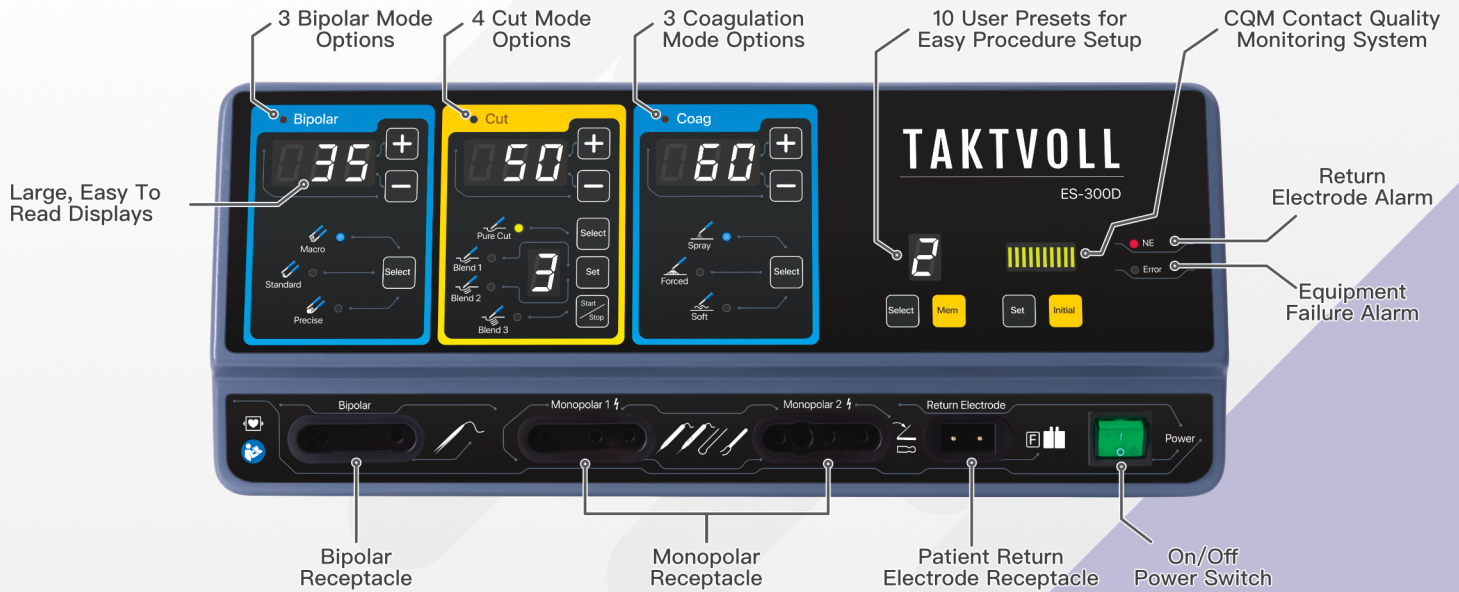 3 Bipolar Mode
Options
4 Cut Mode
Options
3 Coagulation
Mode Options
10 User Presets for
Easy Procedure Setup
CQM Contact Quality
Monitoring System
Large, Easy To
Read Displays
Return
Electrode Alarm
Equipment
Failure Alarm
Bipolar
35
+
−
Macro
Standard
Precise
Select
Cut
50
+
−
Pure Cut
Blend 1
Blend 2
Blend 3
3
Select
Set
Start
Stop
Coag
60
+
−
Spray
Forced
Soft
Select
TAKTVOLL
ES-300D
2
NE
Error
Select
Mem
Set
Initial
Bipolar
Monopolar 1
Monopolar 2
Return Electrode
F
Power
Bipolar
Receptacle
Monopolar
Receptacle
Patient Return
Electrode Receptacle
On/Off
Power Switch